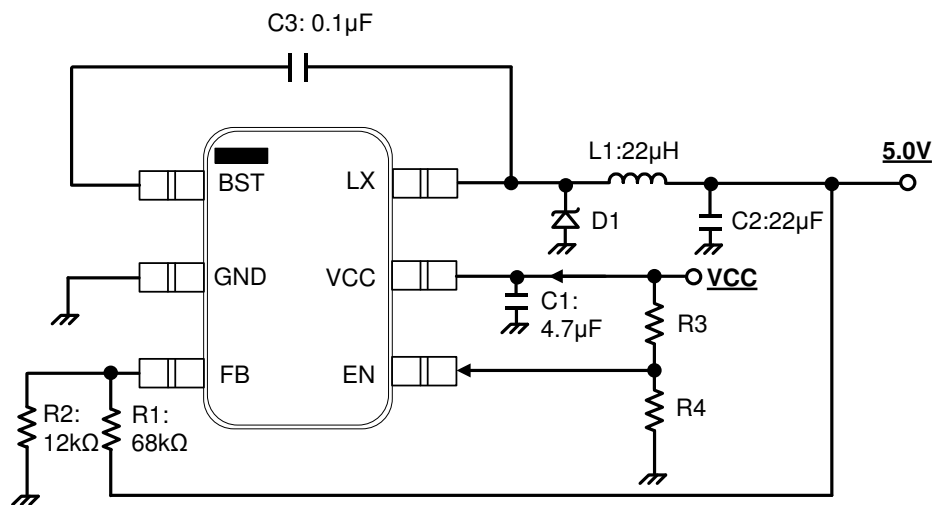 C3: 0.1µF
L1:22µH
5.0V
BST
LX
D1
C2:22µF
GND
VCC
VCC
C1:
4.7µF
R3
FB
EN
R4
R2:
12kΩ
R1:
68kΩ